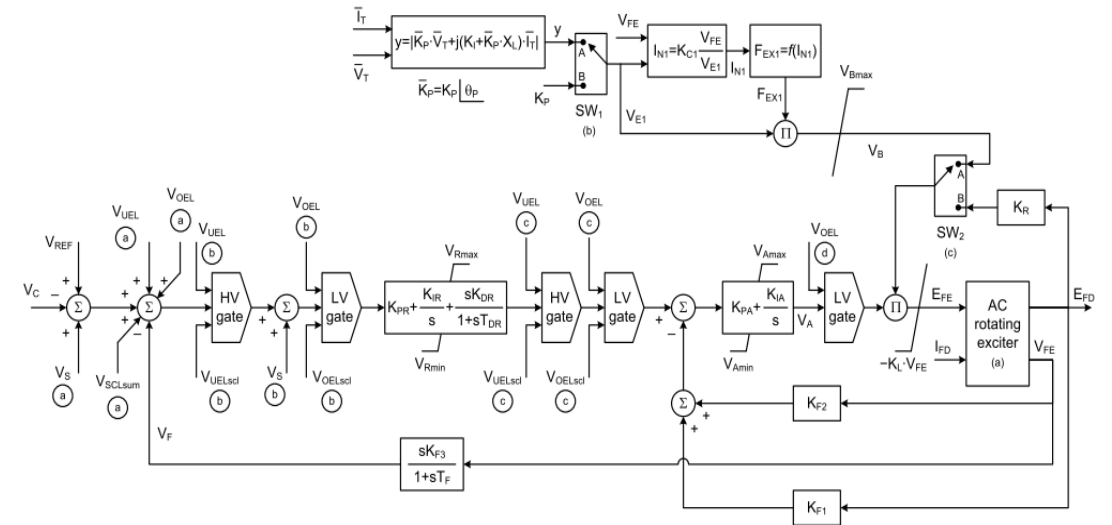 I̅T
V̅T
y=|K̅P·V̅T+j(KI+K̅P·XL)·I̅T|
y
K̅P=KP∠θP
KP
A
B
SW1
(b)
VFE
IN1=KC1 VFE/VE1
IN1
FEX1=f(IN1)
FEX1
VE1
Π
VBmax
VB
A
B
SW2
(c)
KR
VREF
VC
Σ
+
−
+
VS
a
VUEL
a
VOEL
a
Σ
+
+
+
+
−
VSCLsum
a
VF
VUEL
b
HV
gate
VUELscl
b
+
Σ
+
VS
b
VOEL
b
LV
gate
VOELscl
b
VRmax
KPR+KIR/s+sKDR/1+sTDR
VRmin
VUEL
c
HV
gate
VUELscl
c
VOEL
c
LV
gate
VOELscl
c
+
Σ
−
VAmax
KPA+KIA/s
VAmin
VA
VOEL
d
LV
gate
Π
EFE
−KL·VFE
IFD
AC
rotating
exciter
(a)
EFD
VFE
Σ
+
+
KF2
sKF3
1+sTF
KF1